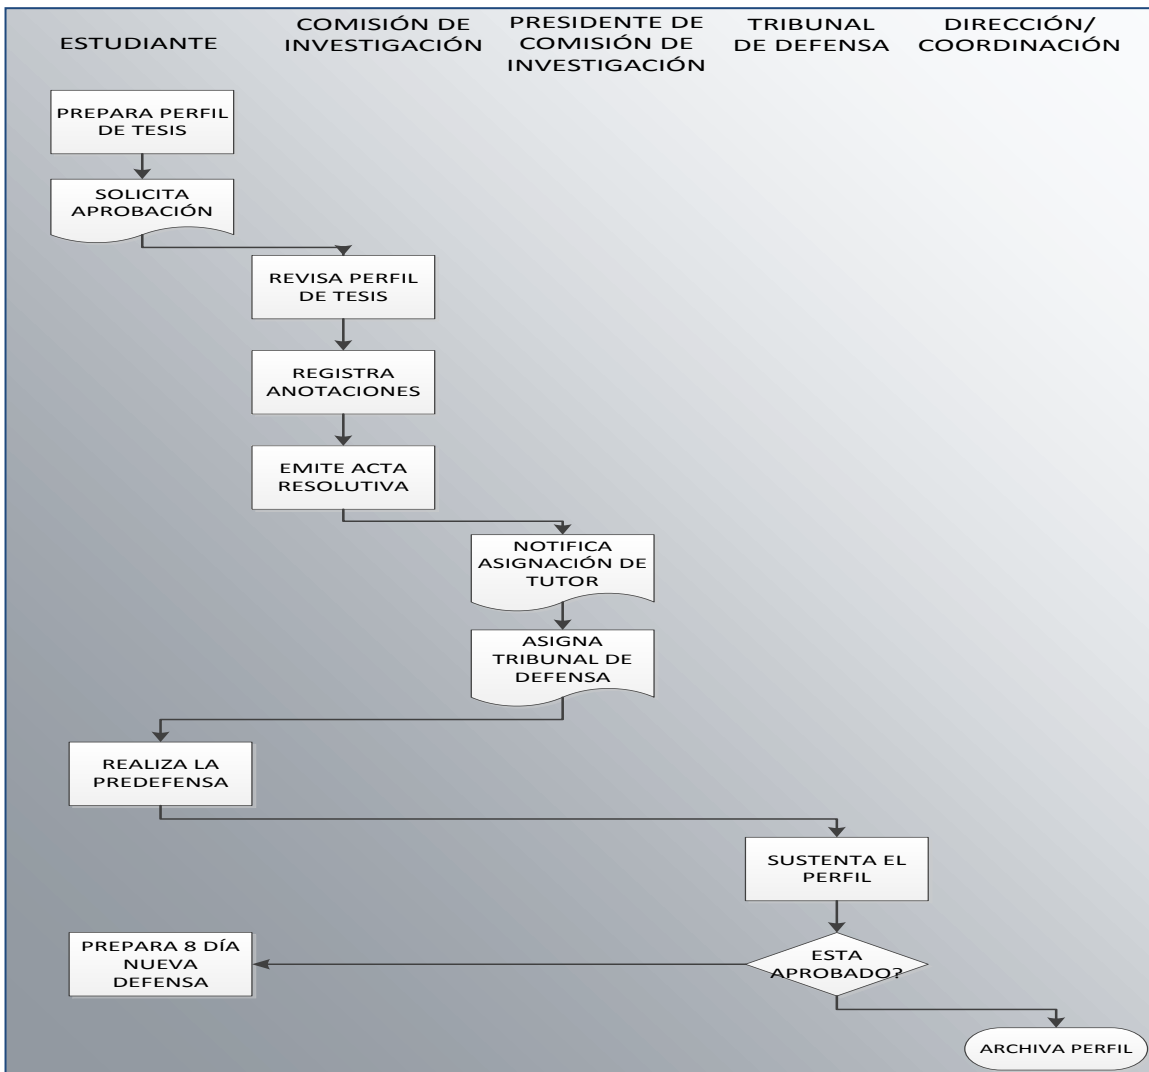 ESTUDIANTE
COMISIÓN DE
INVESTIGACIÓN
PRESIDENTE DE
COMISIÓN DE
INVESTIGACIÓN
TRIBUNAL
DE DEFENSA
DIRECCIÓN/
COORDINACIÓN
PREPARA PERFIL
DE TESIS
SOLICITA
APROBACIÓN
REVISA PERFIL
DE TESIS
REGISTRA
ANOTACIONES
EMITE ACTA
RESOLUTIVA
NOTIFICA
ASIGNACIÓN DE
TUTOR
ASIGNA
TRIBUNAL DE
DEFENSA
REALIZA LA
PREDEFENSA
SUSTENTA EL
PERFIL
PREPARA 8 DÍA
NUEVA
DEFENSA
ESTA
APROBADO?
ARCHIVA PERFIL